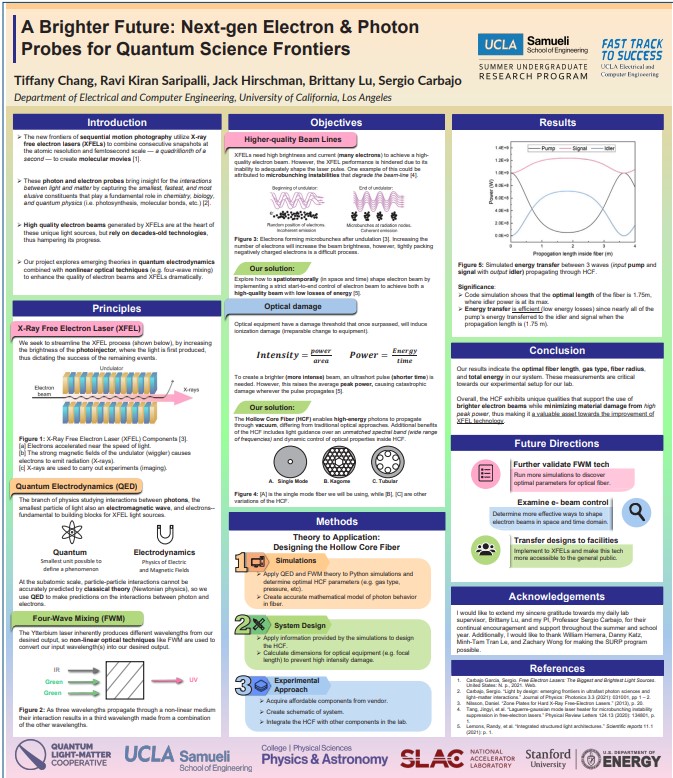 A Brighter Future: Next-gen Electron & Photon
Probes for Quantum Science Frontiers
Tiffany Chang, Ravi Kiran Saripalli, Jack Hirschman, Brittany Lu, Sergio Carbajo
Department of Electrical and Computer Engineering, University of California, Los Angeles
UCLA Samueli
School of Engineering
SUMMER UNDERGRADUATE
RESEARCH PROGRAM
FAST TRACK
TO SUCCESS
UCLA Electrical and
Computer Engineering
Introduction
➤ The new frontiers of sequential motion photography utilize X-ray
free electron lasers (XFELs) to combine consecutive snapshots at
the atomic resolution and femtosecond scale — a quadrillionth of a
second — to create molecular movies [1].
➤ These photon and electron probes bring insight for the interactions
between light and matter by capturing the smallest, fastest, and most
elusive constituents that play a fundamental role in chemistry, biology,
and quantum physics (i.e. photosynthesis, molecular bonds, etc.) [2].
➤ High quality electron beams generated by XFELs are at the heart of
these unique light sources, but rely on decades-old technologies,
thus hampering its progress.
➤ Our project explores emerging theories in quantum electrodynamics
combined with nonlinear optical techniques (e.g. four-wave mixing)
to enhance the quality of electron beams and XFELs dramatically.
Principles
X-Ray Free Electron Laser (XFEL)
We seek to streamline the XFEL process (shown below), by increasing
the brightness of the photoinjector, where the light is first produced,
thus dictating the success of the remaining events.
Undulator
Electron
beam
X-rays
Figure 1: X-Ray Free Electron Laser (XFEL) Components [3].
[a] Electrons accelerated near the speed of light.
[b] The strong magnetic fields of the undulator (wiggler) causes
electrons to emit radiation (X-rays).
[c] X-rays are used to carry out experiments (imaging).
Quantum Electrodynamics (QED)
The branch of physics studying interactions between photons, the
smallest particle of light also an electromagnetic wave, and electrons–
fundamental to building blocks for XFEL light sources.
Quantum
Smallest unit possible to
define a phenomenon
Electrodynamics
Physics of Electric
and Magnetic Fields
At the subatomic scale, particle-particle interactions cannot be
accurately predicted by classical theory (Newtonian physics), so we
use QED to make predictions on the interactions between photon and
electrons.
Four-Wave Mixing (FWM)
The Ytterbium laser inherently produces different wavelengths from our
desired output, so non-linear optical techniques like FWM are used to
convert our input wavelength(s) into our desired output.
IR
Green
Green
UV
Figure 2: As three wavelengths propagate through a non-linear medium
their interaction results in a third wavelength made from a combination
of the other wavelengths.
Objectives
Higher-quality Beam Lines
XFELs need high brightness and current (many electrons) to achieve a high-
quality electron beam. However, the XFEL performance is hindered due to its
inability to adequately shape the laser pulse. One example of this could be
attributed to microbunching instabilities that degrade the beam-line [4].
Beginning of undulator:
End of undulator:
Random position of electrons.
Incoherent emission
Microbunches at radiation nodes.
Coherent emission.
Figure 3: Electrons forming microbunches after undulation [3]. Increasing the
number of electrons will increase the beam brightness, however, tightly packing
negatively charged electrons is a difficult process.
Our solution:
Explore how to spatiotemporally (in space and time) shape electron beam by
implementing a strict start-to-end control of electron beam to achieve both a
high-quality beam with low losses of energy [5].
Optical damage
Optical equipment have a damage threshold that once surpassed, will induce
ionization damage (irreparable change to equipment).
Intensity = power/area Power = Energy/time
To create a brighter (more intense) beam, an ultrashort pulse (shorter time) is
needed. However, this raises the average peak power, causing catastrophic
damage wherever the pulse propagates [5].
Our solution:
The Hollow Core Fiber (HCF) enables high-energy photons to propagate
through vacuum, differing from traditional optical approaches. Additional benefits
of the HCF includes light guidance over an unmatched spectral band (wide range
of frequencies) and dynamic control of optical properties inside HCF.
A. Single Mode
B. Kagome
C. Tubular
Figure 4: [A] is the single mode fiber we will be using, while [B], [C] are other
variations of the HCF.
Methods
Theory to Application:
Designing the Hollow Core Fiber
1
Simulations
➤ Apply QED and FWM theory to Python simulations and
determine optimal HCF parameters (e.g. gas type,
pressure, etc).
➤ Create accurate mathematical model of photon behavior
in fiber.
2
System Design
➤ Apply information provided by the simulations to design
the HCF.
➤ Calculate dimensions for optical equipment (e.g. focal
length) to prevent high intensity damage.
3
Experimental
Approach
➤ Acquire affordable components from vendor.
➤ Create schematic of system.
➤ Integrate the HCF with other components in the lab.
Results
Pump Signal Idler
1.4E+6
1.2E+6
1.0E+6
8.0E+5
6.0E+5
4.0E+5
2.0E+5
0.0E+0
Power (W)
0 1 2 3 4
Propagation length inside fiber (m)
Figure 5: Simulated energy transfer between 3 waves (input pump and
signal with output idler) propagating through HCF.
Significance:
➤ Code simulation shows that the optimal length of the fiber is 1.75m,
where idler power is at its max.
➤ Energy transfer is efficient (low energy losses) since nearly all of the
pump's energy transferred to the idler and signal when the
propagation length is (1.75 m).
Conclusion
Our results indicate the optimal fiber length, gas type, fiber radius,
and total energy in our system. These measurements are critical
towards our experimental setup for our lab.
Overall, the HCF exhibits unique qualities that support the use of
brighter electron beams while minimizing material damage from high
peak power, thus making it a valuable asset towards the improvement of
XFEL technology.
Future Directions
Further validate FWM tech
Run more simulations to discover
optimal parameters for optical fiber.
Examine e- beam control
Determine more effective ways to shape
electron beams in space and time domain.
Transfer designs to facilities
Implement to XFELs and make this tech
more accessible to the general public.
Acknowledgements
I would like to extend my sincere gratitude towards my daily lab
supervisor, Brittany Lu, and my PI, Professor Sergio Carbajo, for
their continual encouragement and support throughout the summer and school
year. Additionally, I would like to thank William Herrera, Danny Katz,
Minh-Tam Tran Le, and Zachary Wong for making the SURP program
possible.
References
1. Carbajo Garcia, Sergio. Free Electron Lasers: The Biggest and Brightest Light Sources.
United States: N. p., 2021. Web.
2. Carbajo, Sergio. "Light by design: emerging frontiers in ultrafast photon sciences and
light–matter interactions." Journal of Physics: Photonics 3.3 (2021): 031001, pp 1 – 2.
3. Nilsson, Daniel. "Zone Plates for Hard X-Ray Free-Electron Lasers." (2013), p. 20.
4. Tang, Jingyi, et al. "Laguerre-gaussian mode laser heater for microbunching instability
suppression in free-electron lasers." Physical Review Letters 124.13 (2020): 134801, p.
1.
5. Lemons, Randy, et al. "Integrated structured light architectures." Scientific reports 11.1
(2021): p. 1.
QUANTUM
LIGHT-MATTER
COOPERATIVE
UCLA Samueli
School of Engineering
College | Physical Sciences
Physics & Astronomy
SLAC NATIONAL
ACCELERATOR
LABORATORY
Stanford
University
U.S. DEPARTMENT OF
ENERGY